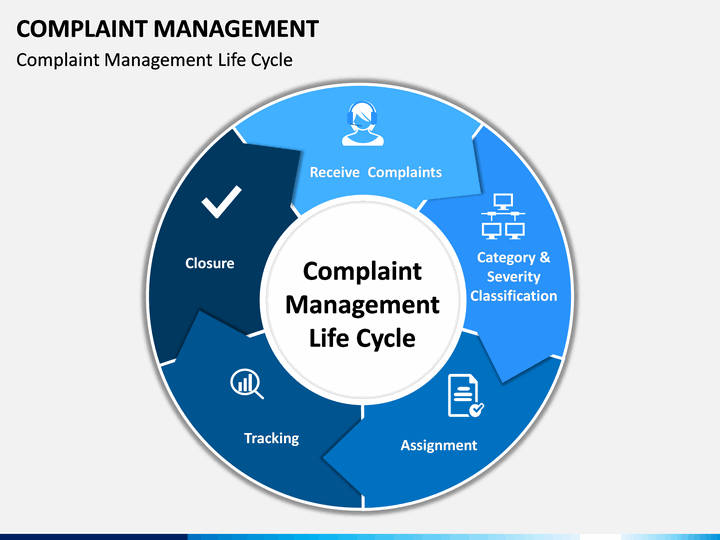 COMPLAINT MANAGEMENT
Complaint Management Life Cycle
Receive Complaints
Category &
Severity
Classification
Assignment
Tracking
Closure
Complaint
Management
Life Cycle